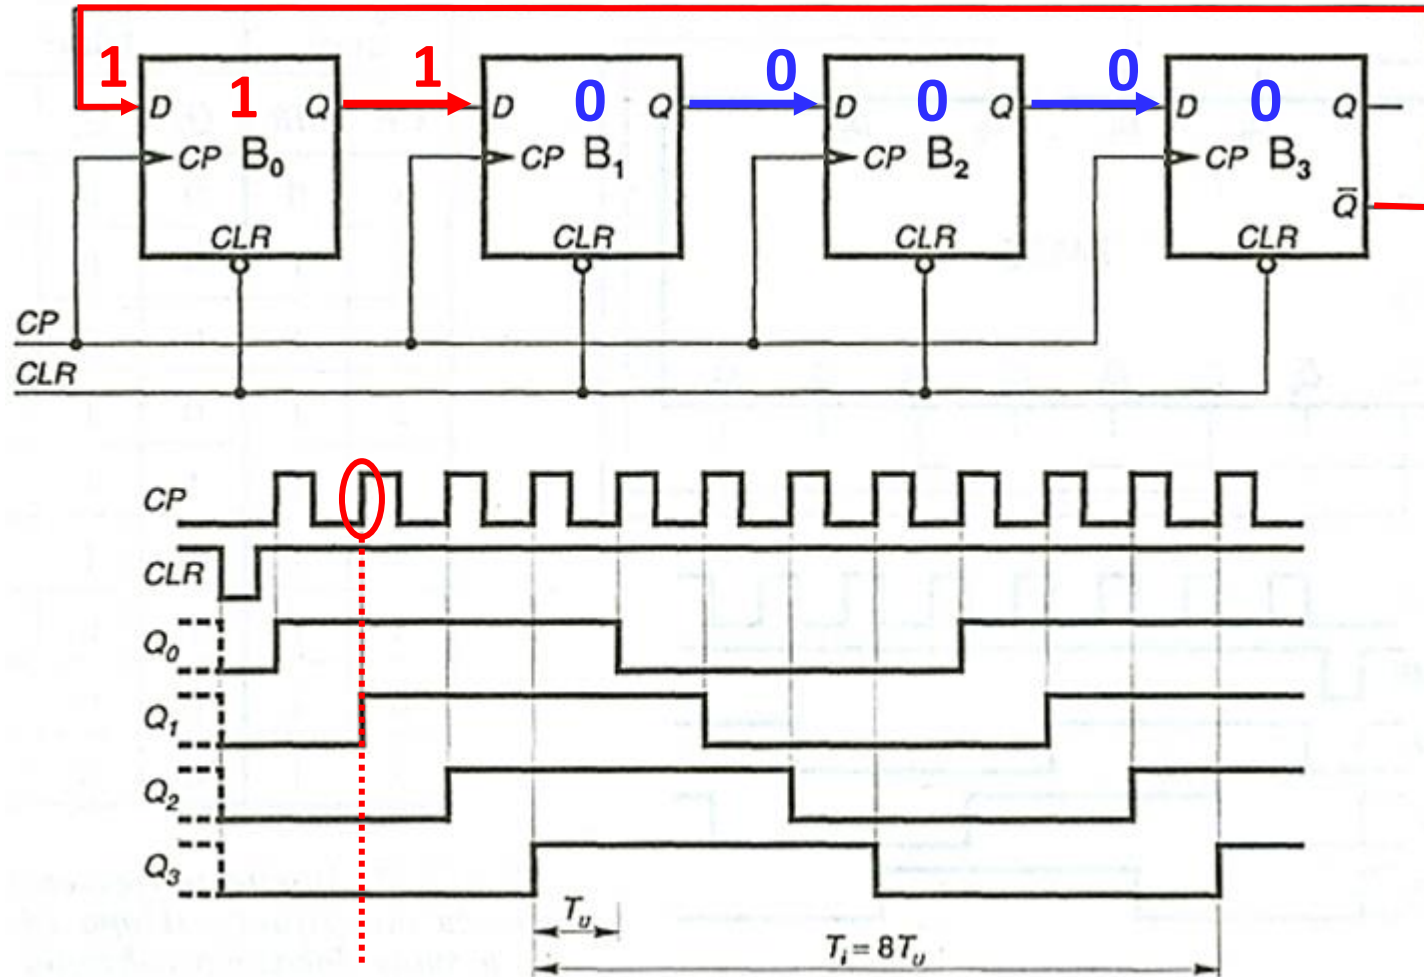 1 1 1 0 0 0 0 0
D Q D Q D Q D Q
CP B₀ CP B₁ CP B₂ CP B₃
Q̅
CLR CLR CLR CLR
CP
CLR
CP
CLR
Q₀
Q₁
Q₂
Q₃
Tᵤ
Tᵢ = 8Tᵤ